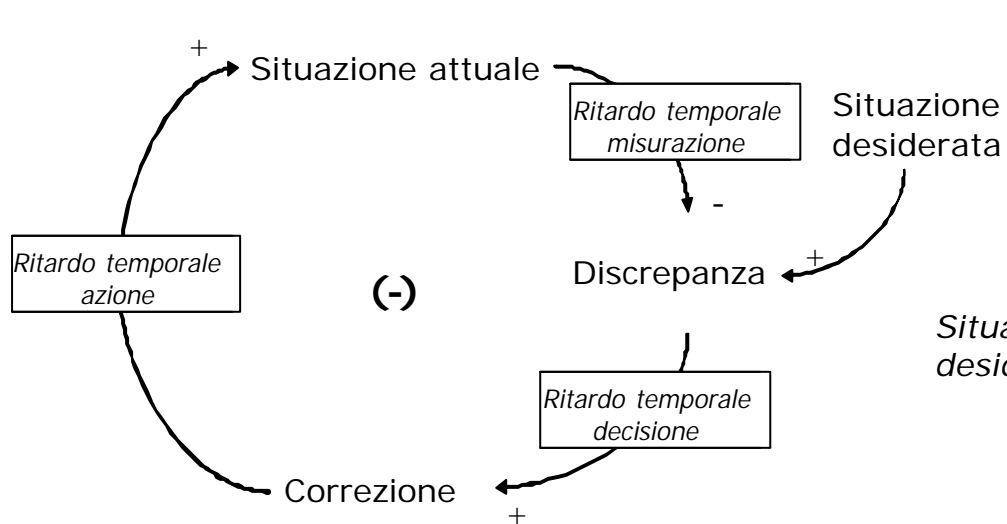 +
Situazione attuale
Ritardo temporale
misurazione
Situazione
desiderata
-
+
Discrepanza
Ritardo temporale
azione
(-)
Ritardo temporale
decisione
Correzione
+